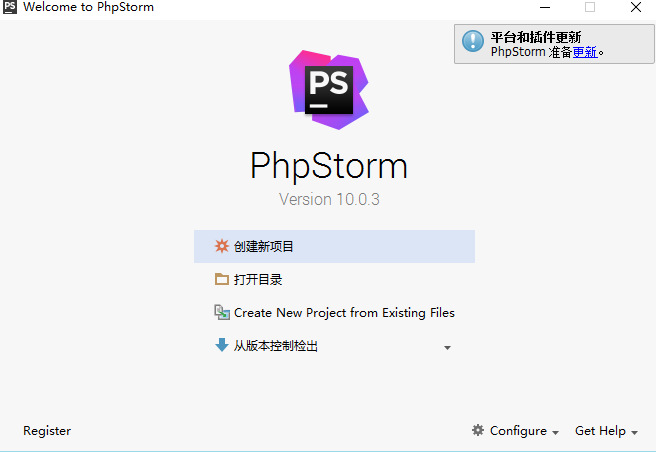 PS Welcome to PhpStorm
平台和插件更新
PhpStorm 准备更新。
PS
PhpStorm
Version 10.0.3
创建新项目
打开目录
Create New Project from Existing Files
从版本控制检出
Register
Configure
Get Help